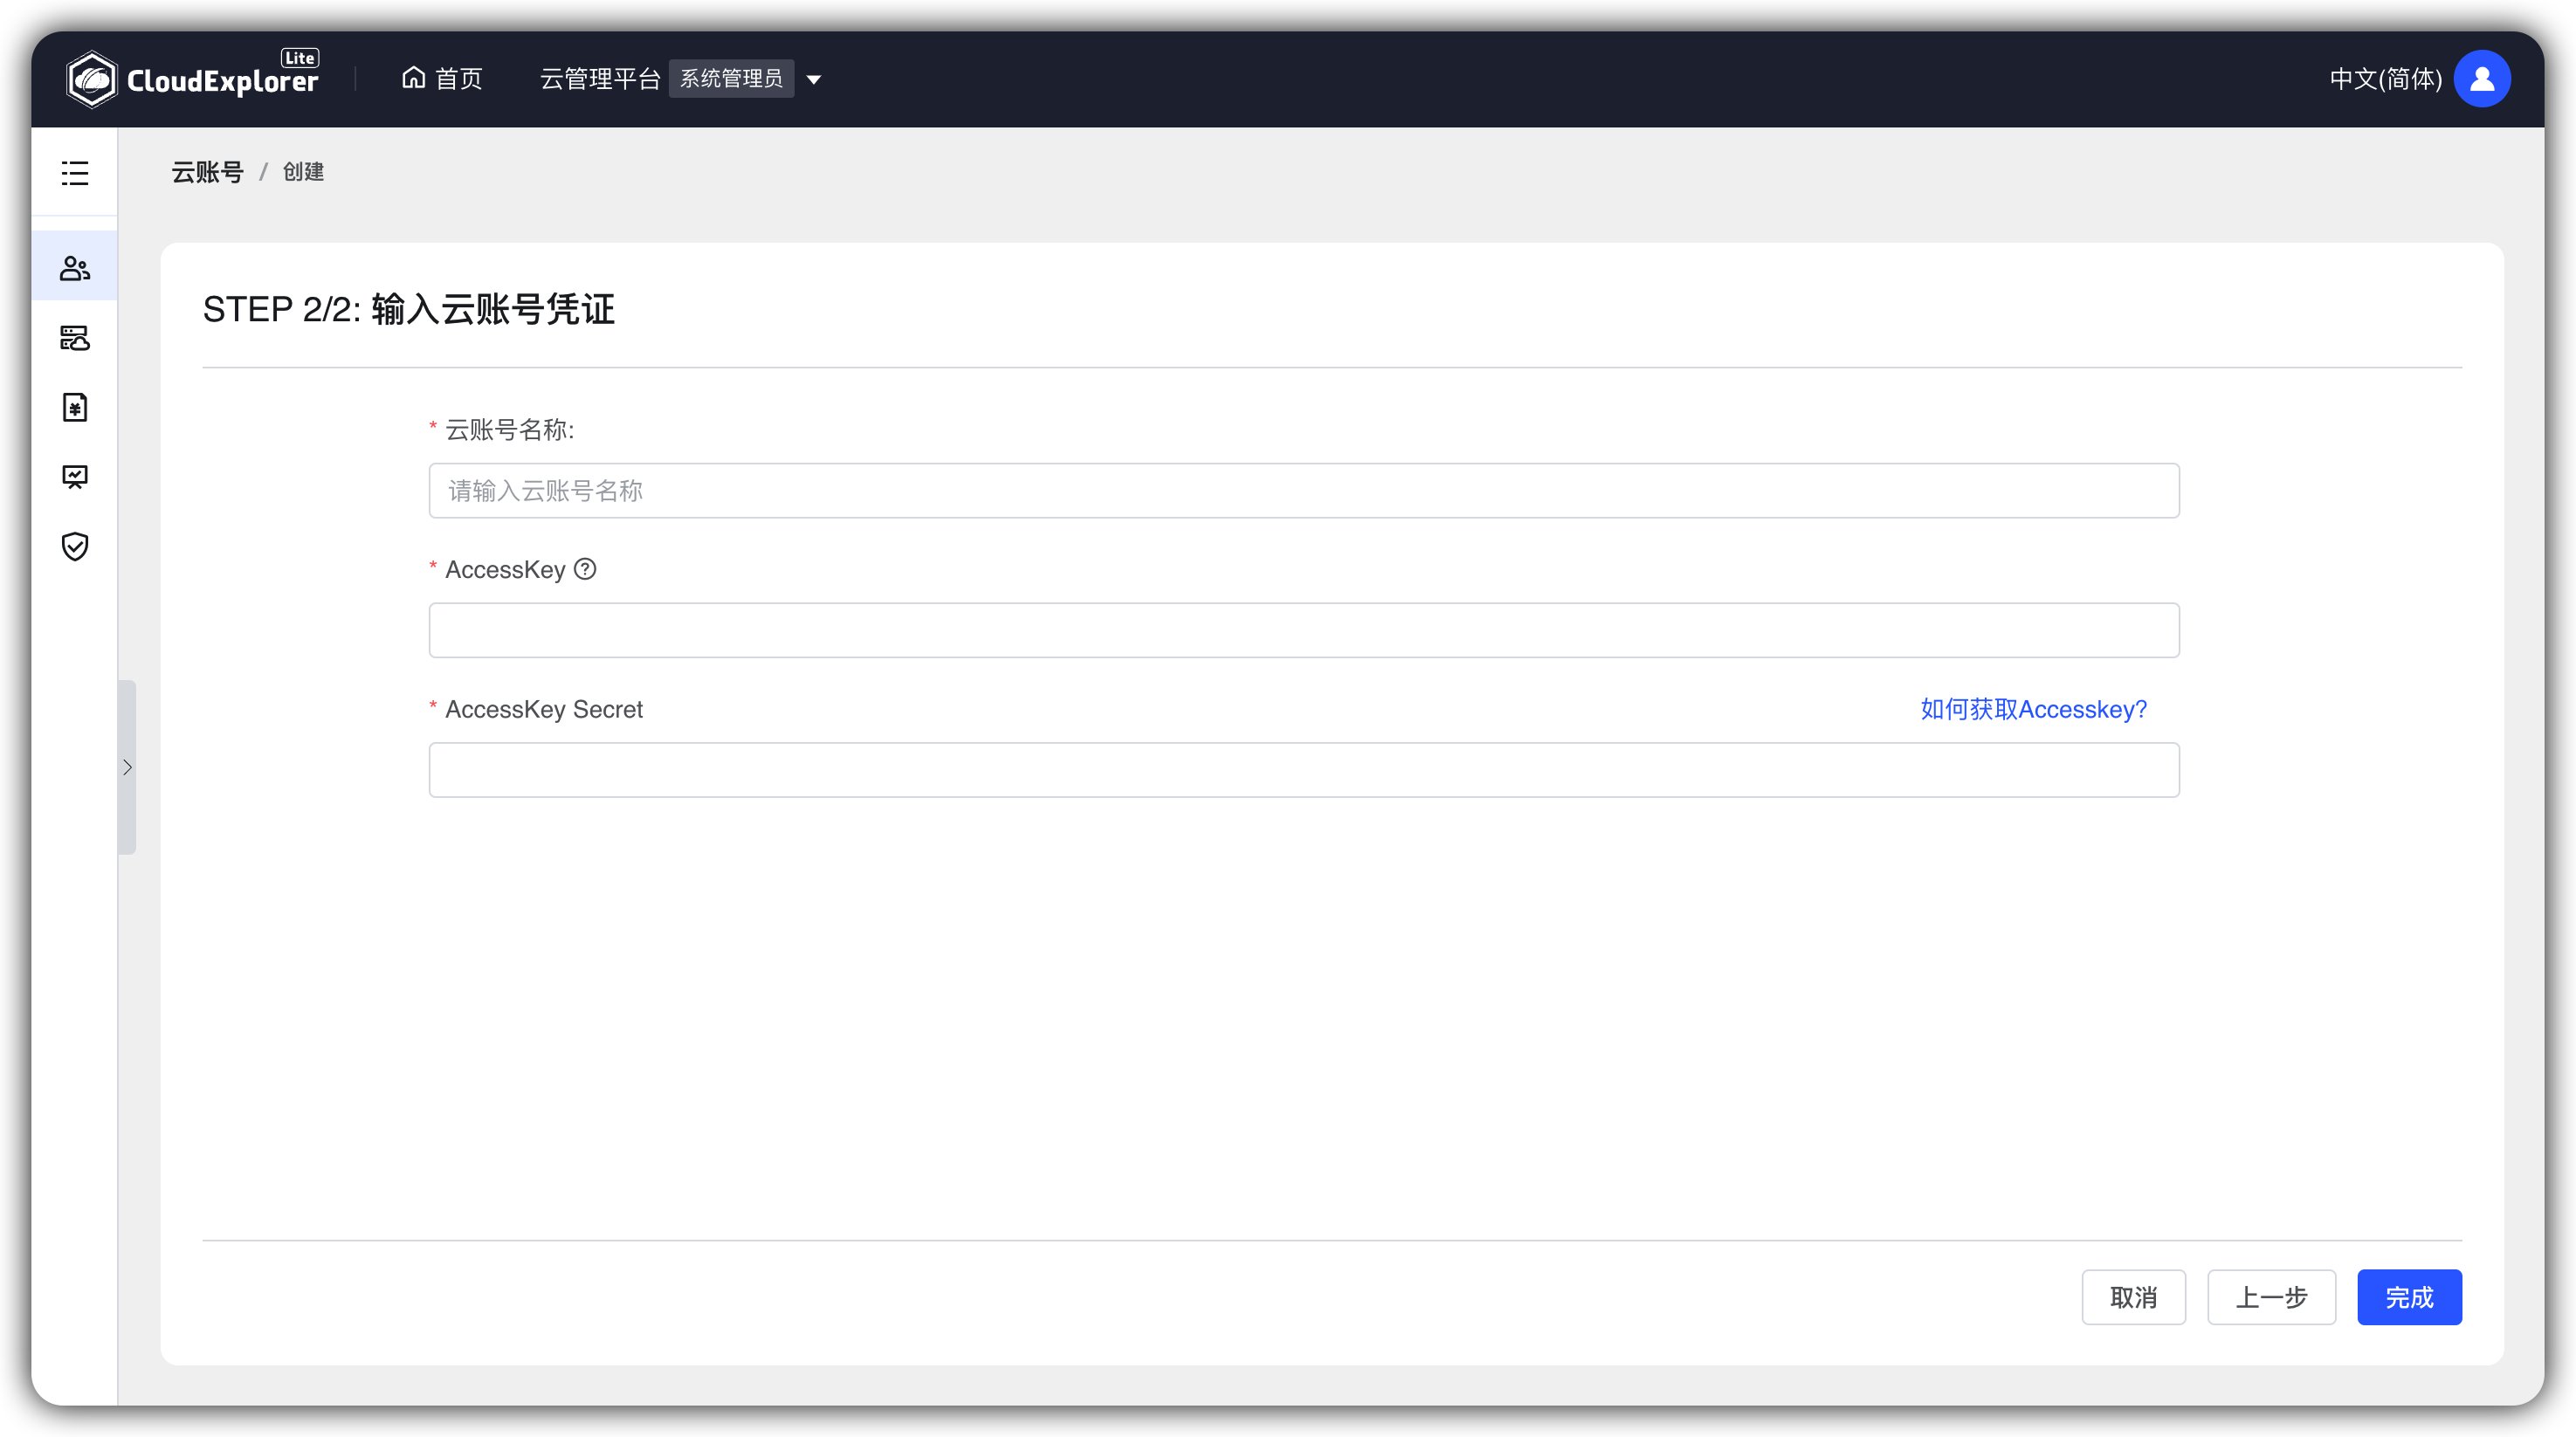 CloudExplorer Lite 首页 云管理平台 系统管理员 中文(简体)
云账号 / 创建
STEP 2/2: 输入云账号凭证
* 云账号名称:
请输入云账号名称
* AccessKey ?
* AccessKey Secret 如何获取Accesskey?
取消 上一步 完成